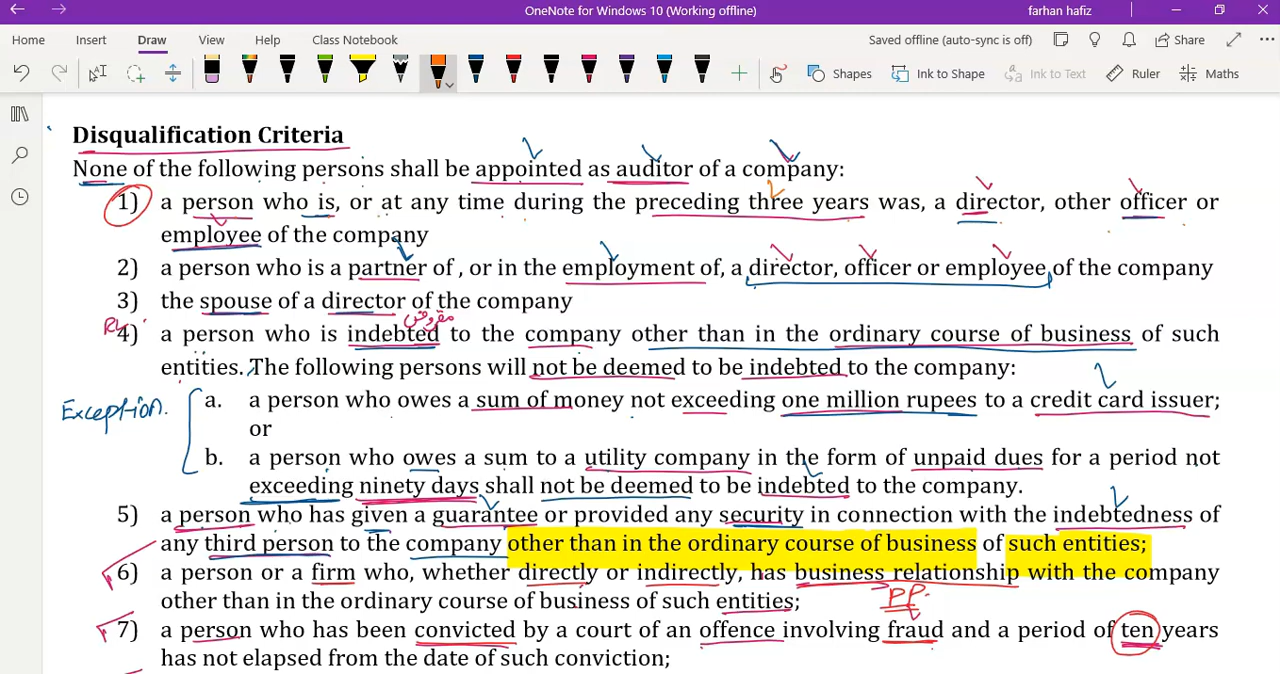 OneNote for Windows 10 (Working offline)
farhan hafiz
Home Insert Draw View Help Class Notebook
Saved offline (auto-sync is off)
Share
Shapes
Ink to Shape
Ink to Text
Ruler
Maths
Disqualification Criteria
None of the following persons shall be appointed as auditor of a company:
1) a person who is, or at any time during the preceding three years was, a director, other officer or
employee of the company
2) a person who is a partner of , or in the employment of, a director, officer or employee of the company
3) the spouse of a director of the company
مقروض
4) a person who is indebted to the company other than in the ordinary course of business of such
entities. The following persons will not be deemed to be indebted to the company:
Exception.
a. a person who owes a sum of money not exceeding one million rupees to a credit card issuer;
or
b. a person who owes a sum to a utility company in the form of unpaid dues for a period not
exceeding ninety days shall not be deemed to be indebted to the company.
5) a person who has given a guarantee or provided any security in connection with the indebtedness of
any third person to the company other than in the ordinary course of business of such entities;
6) a person or a firm who, whether directly or indirectly, has business relationship with the company
other than in the ordinary course of business of such entities;
PP.
7) a person who has been convicted by a court of an offence involving fraud and a period of ten years
has not elapsed from the date of such conviction;